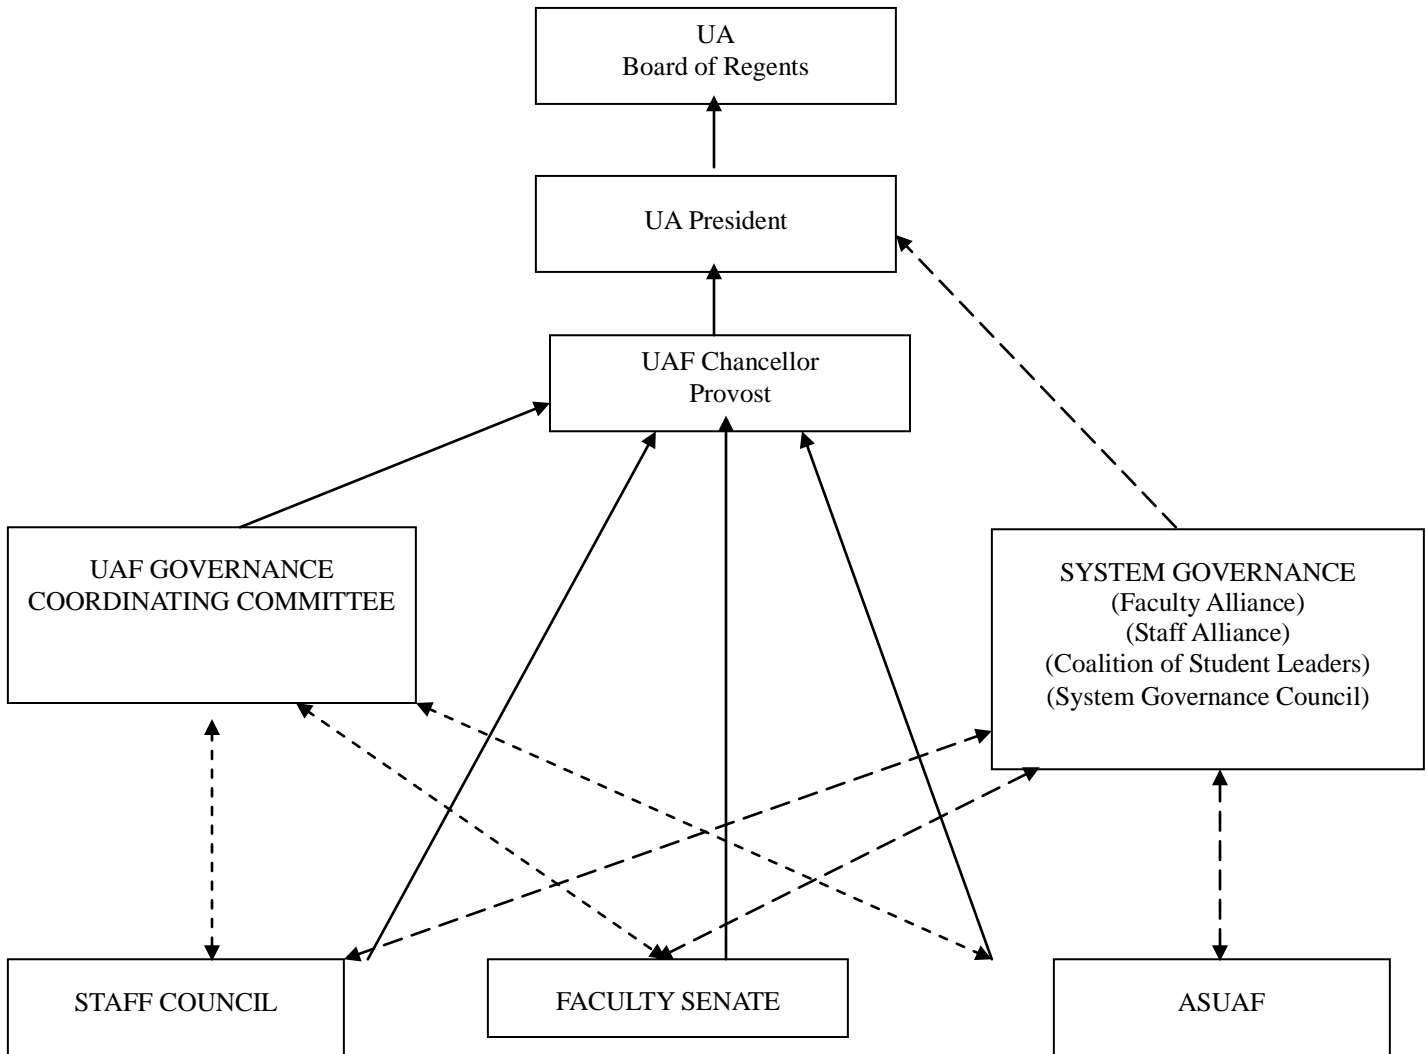 UA
Board of Regents
UA President
UAF Chancellor
Provost
UAF GOVERNANCE
COORDINATING COMMITTEE
SYSTEM GOVERNANCE
(Faculty Alliance)
(Staff Alliance)
(Coalition of Student Leaders)
(System Governance Council)
STAFF COUNCIL
FACULTY SENATE
ASUAF